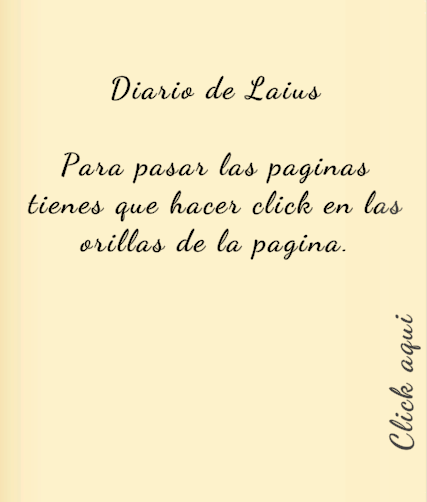 Diario de Laius
Para pasar las paginas
tienes que hacer click en las
orillas de la pagina.
Click aqui